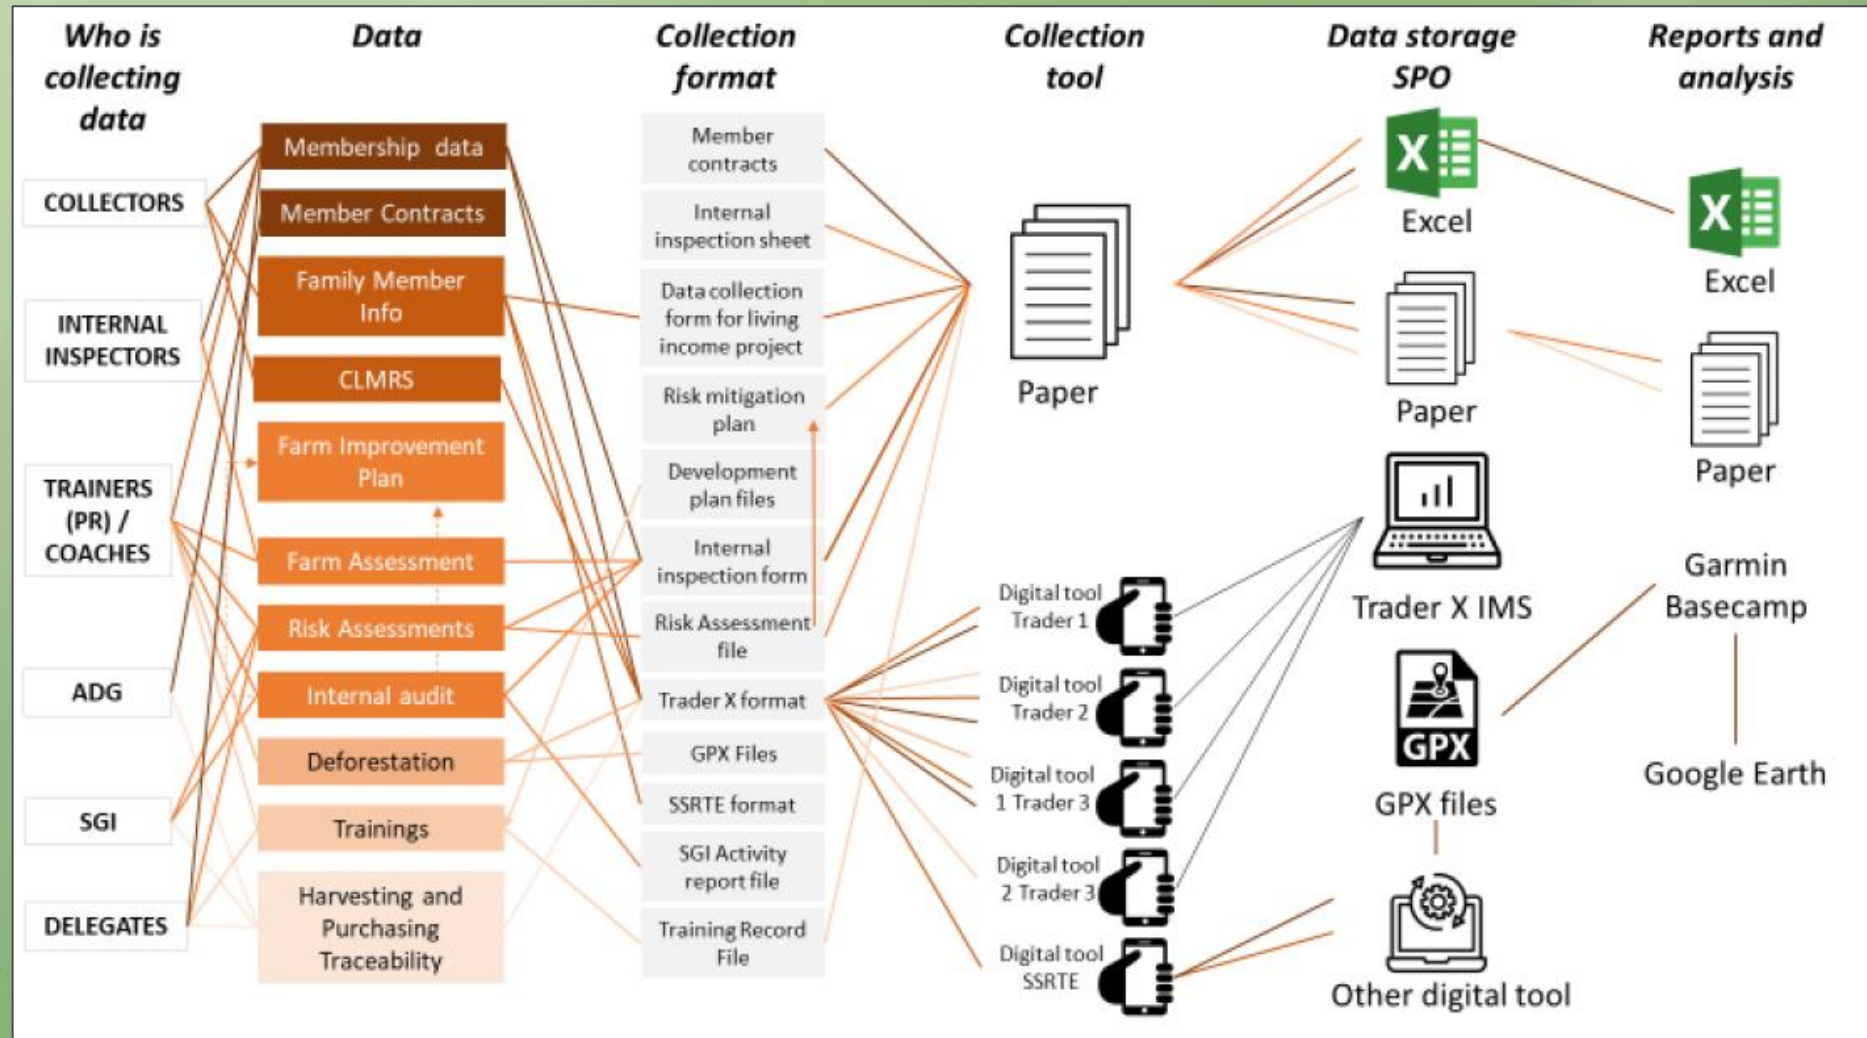 Who is
collecting
data
Data
Collection
format
Collection
tool
Data storage
SPO
Reports and
analysis
COLLECTORS
INTERNAL
INSPECTORS
TRAINERS
(PR) /
COACHES
ADG
SGI
DELEGATES
Membership data
Member Contracts
Family Member
Info
CLMRS
Farm Improvement
Plan
Farm Assessment
Risk Assessments
Internal audit
Deforestation
Trainings
Harvesting and
Purchasing
Traceability
Member
contracts
Internal
inspection sheet
Data collection
form for living
income project
Risk mitigation
plan
Development
plan files
Internal
inspection form
Risk Assessment
file
Trader X format
GPX Files
SSRTE format
SGI Activity
report file
Training Record
File
Paper
Digital tool
Trader 1
Digital tool
Trader 2
Digital tool
1 Trader 3
Digital tool
2 Trader 3
Digital tool
SSRTE
X
Excel
Paper
Trader X IMS
GPX
GPX files
Other digital tool
X
Excel
Paper
Garmin
Basecamp
Google Earth